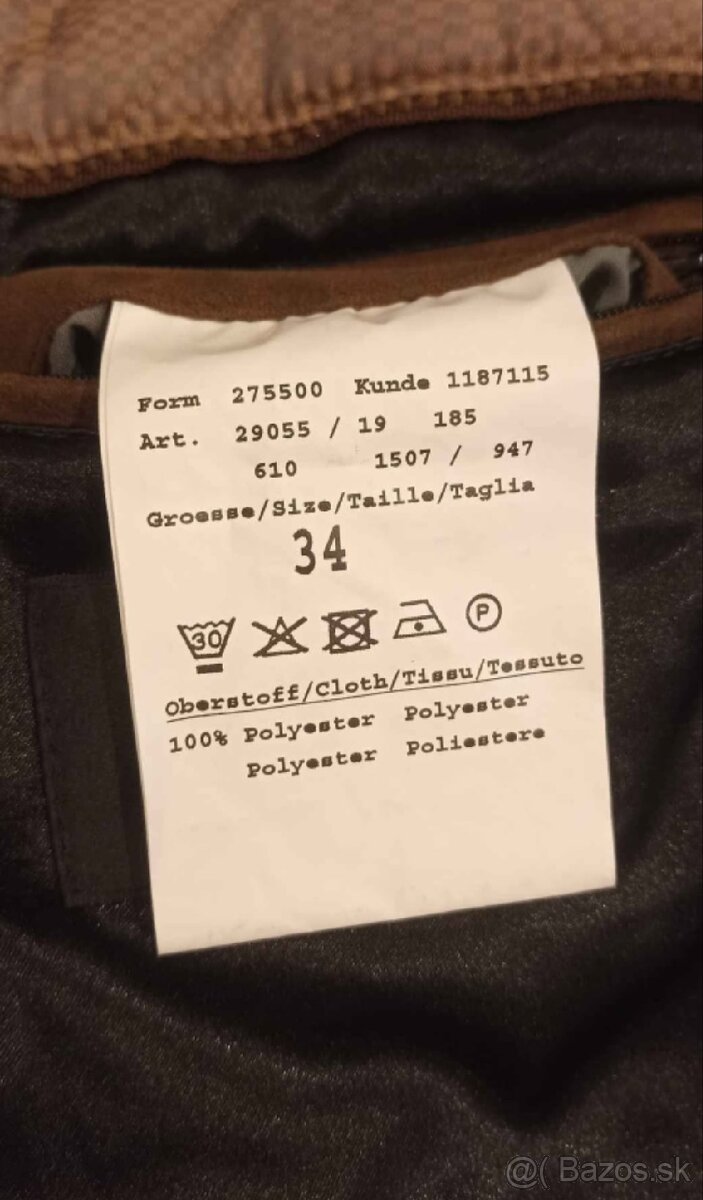 Form 275500 Kunde 1187115
Art. 29055 / 19 185
610 1507 / 947
Groesse/Size/Taille/Taglia
34
30 P
Oberstoff/Cloth/Tissu/Tessuto
100% Polyester Polyester
Polyester Poliestere
@( Bazos.sk